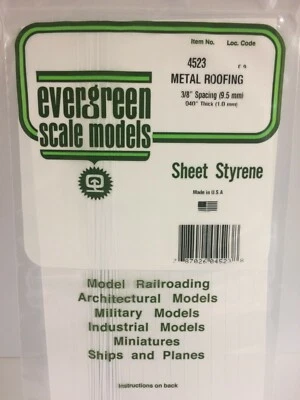 Item No. Loc. Code
4523
METAL ROOFING
3/8" Spacing (9.5 mm)
.040" Thick (1.0 mm)
evergreen
scale models
Sheet Styrene
Made in U.S.A
Model Railroading
Architectural Models
Military Models
Industrial Models
Miniatures
Ships and Planes
Instructions on back